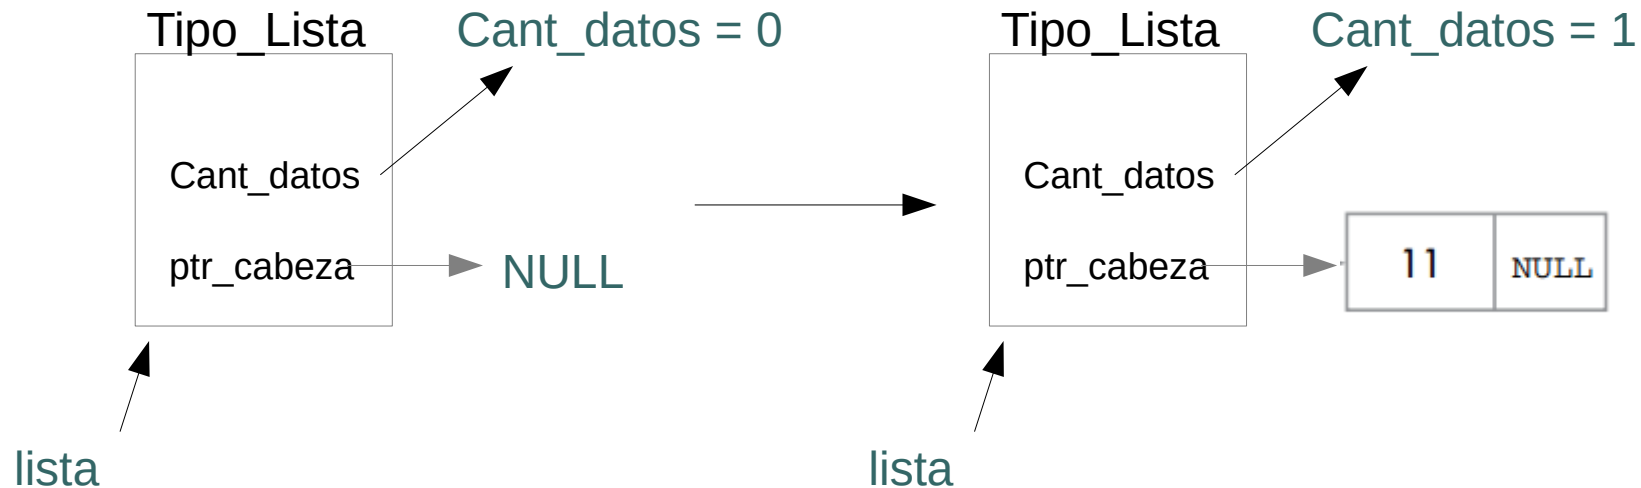 Tipo_Lista
Cant_datos = 0
Cant_datos
ptr_cabeza
NULL
lista
Tipo_Lista
Cant_datos = 1
Cant_datos
ptr_cabeza
11
NULL
lista